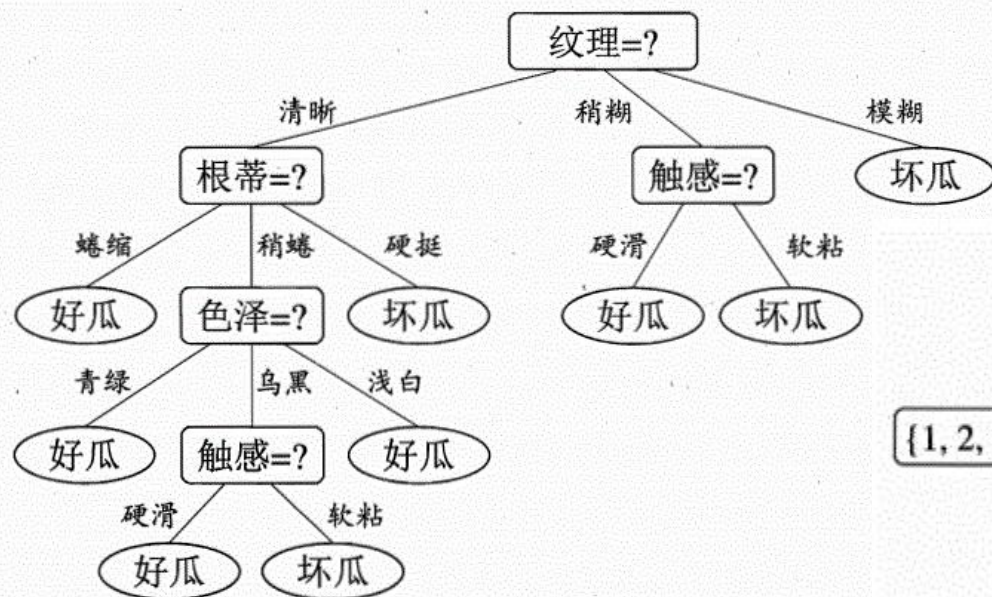 纹理=?
清晰 稍糊 模糊
根蒂=? 触感=? 坏瓜
蜷缩 稍蜷 硬挺 硬滑 软粘
好瓜 色泽=? 坏瓜 好瓜 坏瓜
青绿 乌黑 浅白
好瓜 触感=? 好瓜 {1, 2,
硬滑 软粘
好瓜 坏瓜